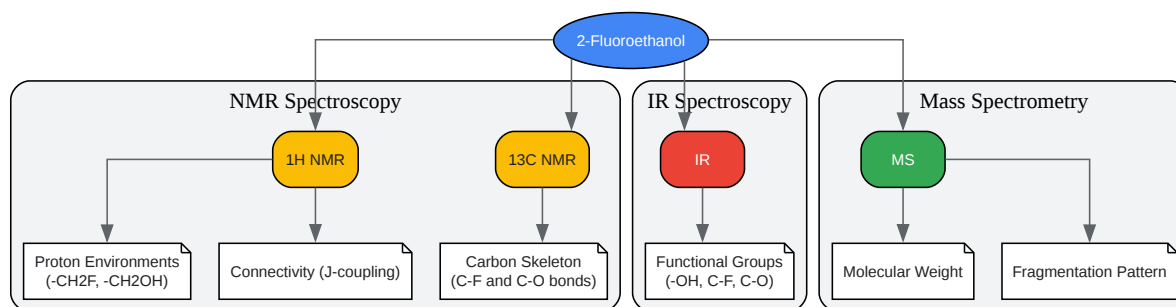 2-Fluoroethanol
NMR Spectroscopy
IR Spectroscopy
Mass Spectrometry
1H NMR
13C NMR
IR
MS
Proton Environments
(-CH2F, -CH2OH)
Connectivity (J-coupling)
Carbon Skeleton
(C-F and C-O bonds)
Functional Groups
(-OH, C-F, C-O)
Molecular Weight
Fragmentation Pattern